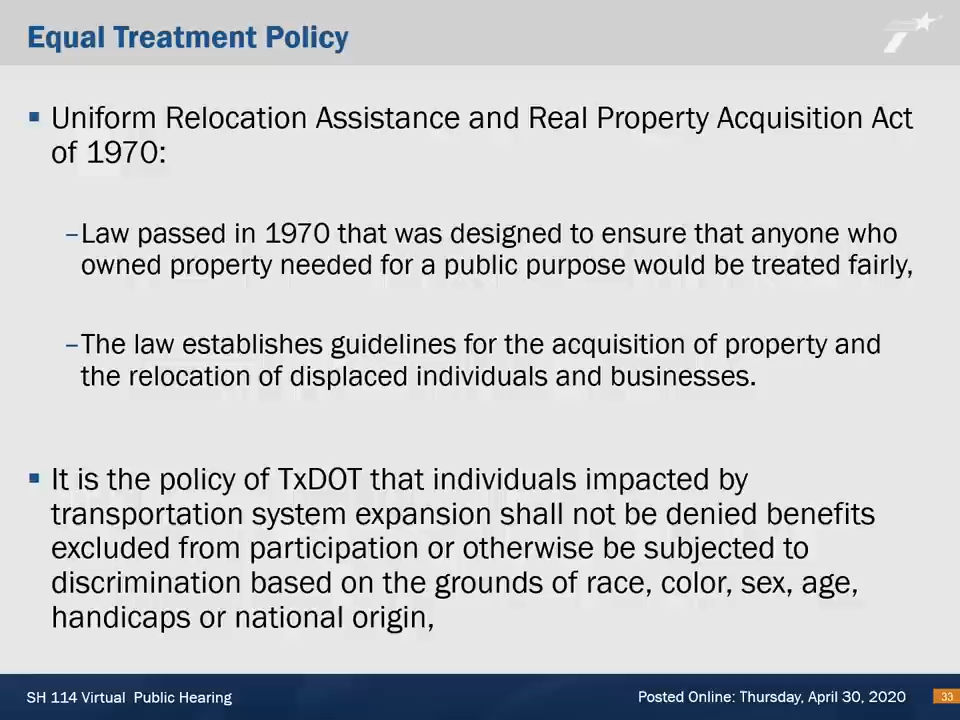 Equal Treatment Policy
▪ Uniform Relocation Assistance and Real Property Acquisition Act
of 1970:
–Law passed in 1970 that was designed to ensure that anyone who
owned property needed for a public purpose would be treated fairly,
–The law establishes guidelines for the acquisition of property and
the relocation of displaced individuals and businesses.
▪ It is the policy of TxDOT that individuals impacted by
transportation system expansion shall not be denied benefits
excluded from participation or otherwise be subjected to
discrimination based on the grounds of race, color, sex, age,
handicaps or national origin,
SH 114 Virtual Public Hearing
Posted Online: Thursday, April 30, 2020
33